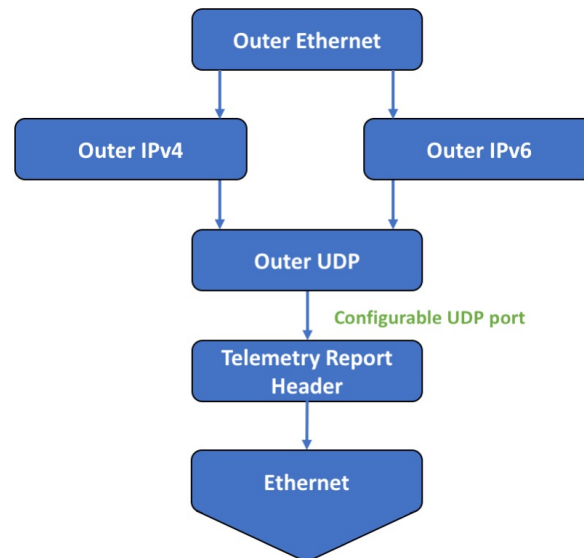 Outer Ethernet
Outer IPv4
Outer IPv6
Outer UDP
Configurable UDP port
Telemetry Report
Header
Ethernet